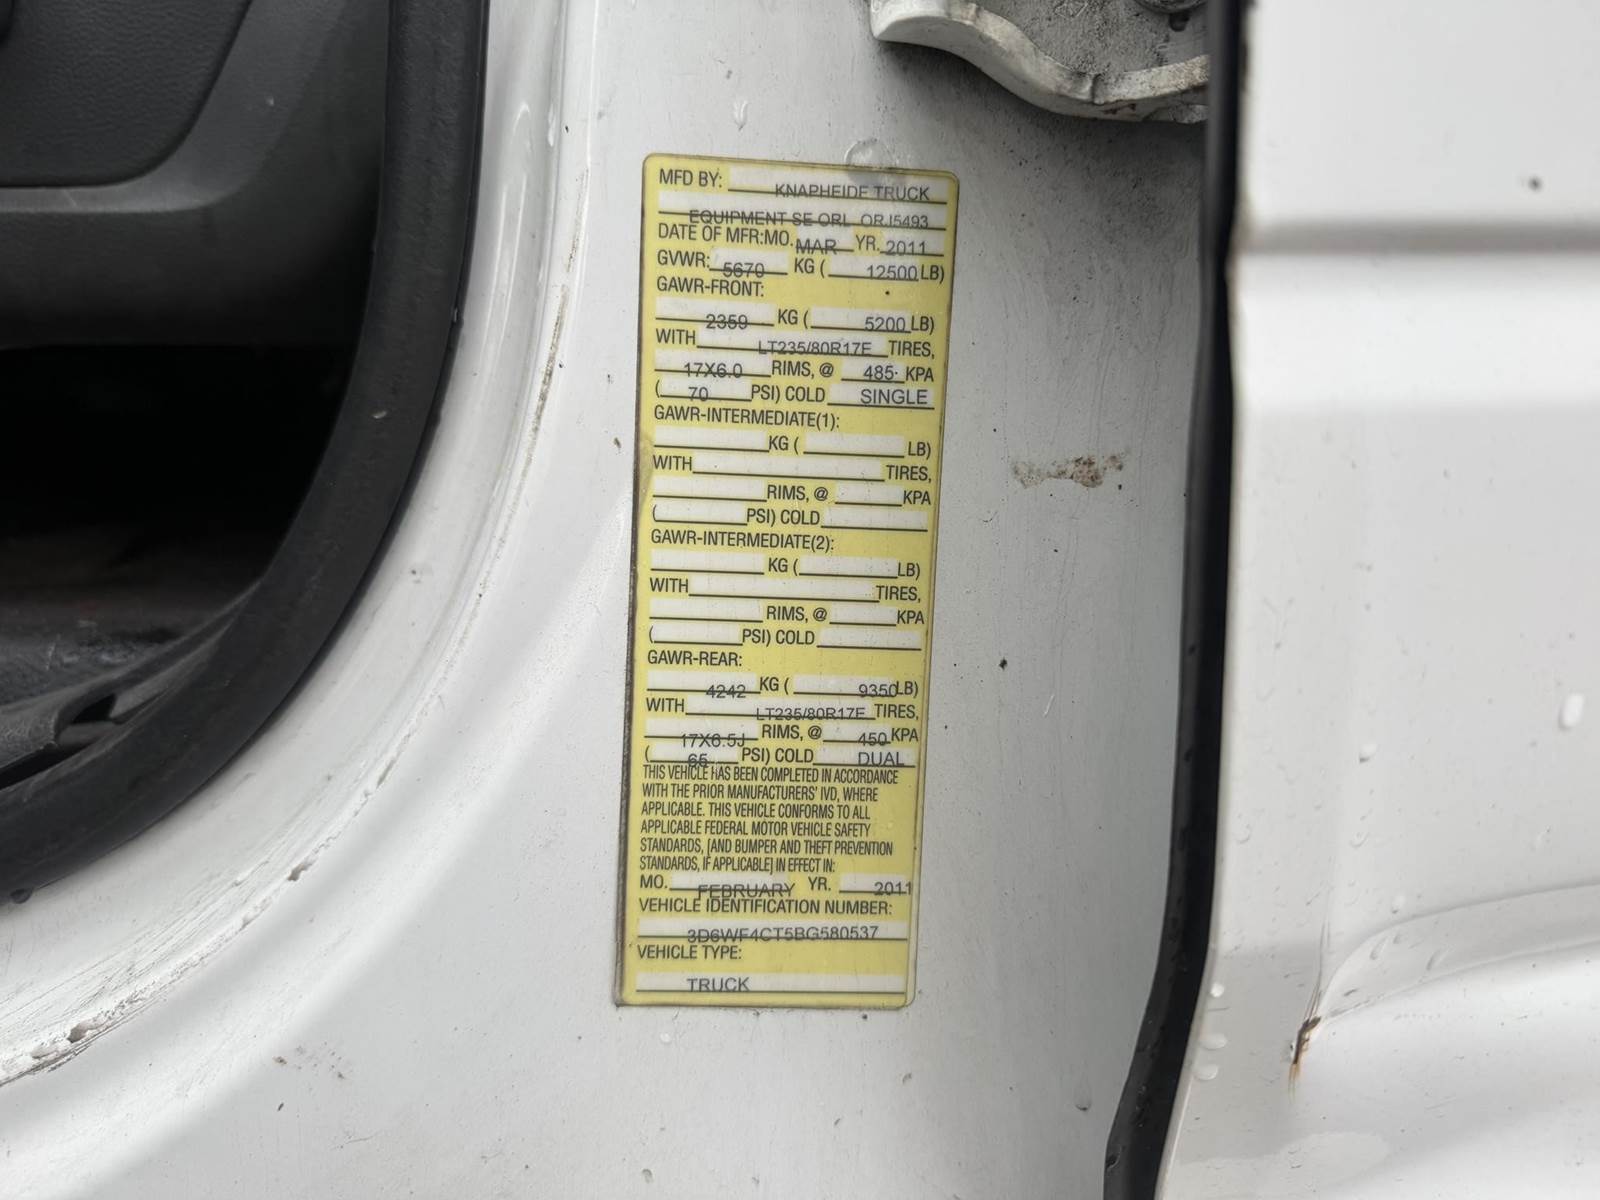 MFD BY: KNAPHEIDE TRUCK
EQUIPMENT SE ORL ORJ5493
DATE OF MFR:MO. MAR YR. 2011
GVWR: 5670 KG ( 12500 LB)
GAWR-FRONT:
2359 KG ( 5200 LB)
WITH LT235/80R17E TIRES,
17X6.0 RIMS, @ 485 KPA
( 70 PSI) COLD SINGLE
GAWR-INTERMEDIATE(1):
KG ( LB)
WITH TIRES,
RIMS, @ KPA
( PSI) COLD
GAWR-INTERMEDIATE(2):
KG ( LB)
WITH TIRES,
RIMS, @ KPA
( PSI) COLD
GAWR-REAR:
4242 KG ( 9350 LB)
WITH LT235/80R17E TIRES,
17X6.5J RIMS, @ 450 KPA
( 65 PSI) COLD DUAL
THIS VEHICLE HAS BEEN COMPLETED IN ACCORDANCE
WITH THE PRIOR MANUFACTURERS' IVD, WHERE
APPLICABLE. THIS VEHICLE CONFORMS TO ALL
APPLICABLE FEDERAL MOTOR VEHICLE SAFETY
STANDARDS, [AND BUMPER AND THEFT PREVENTION
STANDARDS, IF APPLICABLE] IN EFFECT IN:
MO. FEBRUARY YR. 2011
VEHICLE IDENTIFICATION NUMBER:
3D6WF4CT5BG580537
VEHICLE TYPE:
TRUCK